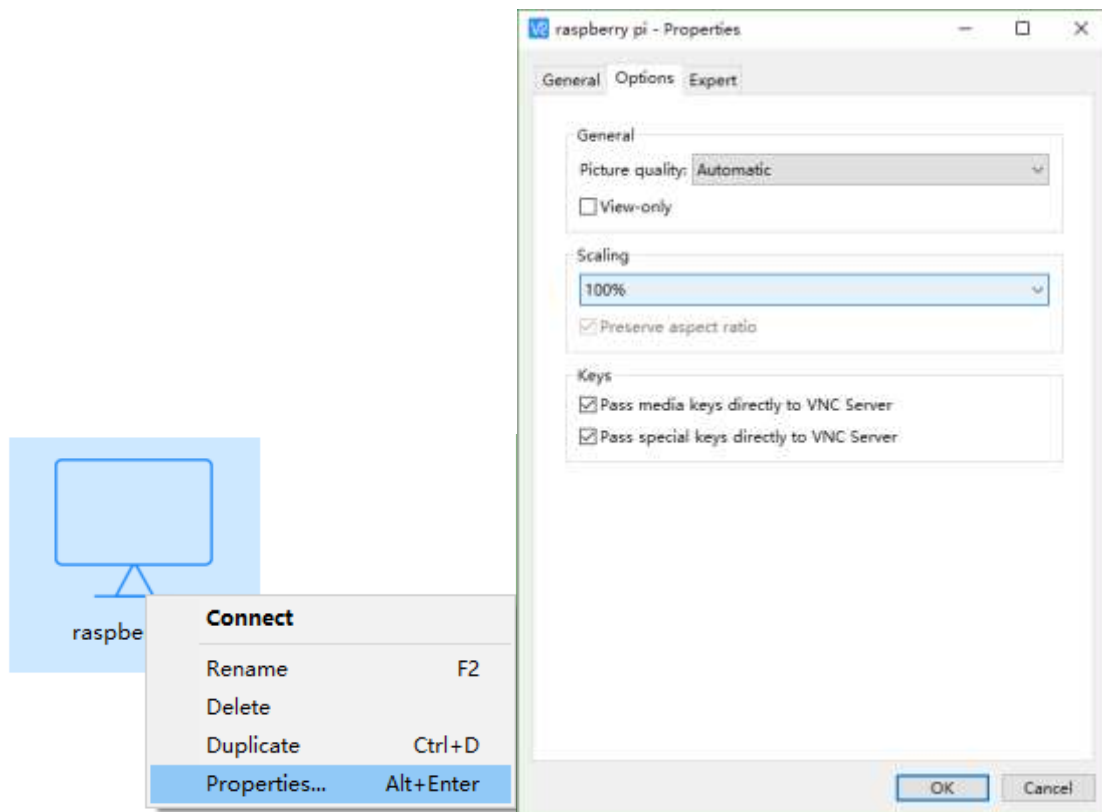 raspberry pi - Properties
General Options Expert
General
Picture quality: Automatic
View-only
Scaling
100%
Preserve aspect ratio
Keys
Pass media keys directly to VNC Server
Pass special keys directly to VNC Server
OK Cancel
raspbe
Connect
Rename F2
Delete
Duplicate Ctrl+D
Properties... Alt+Enter